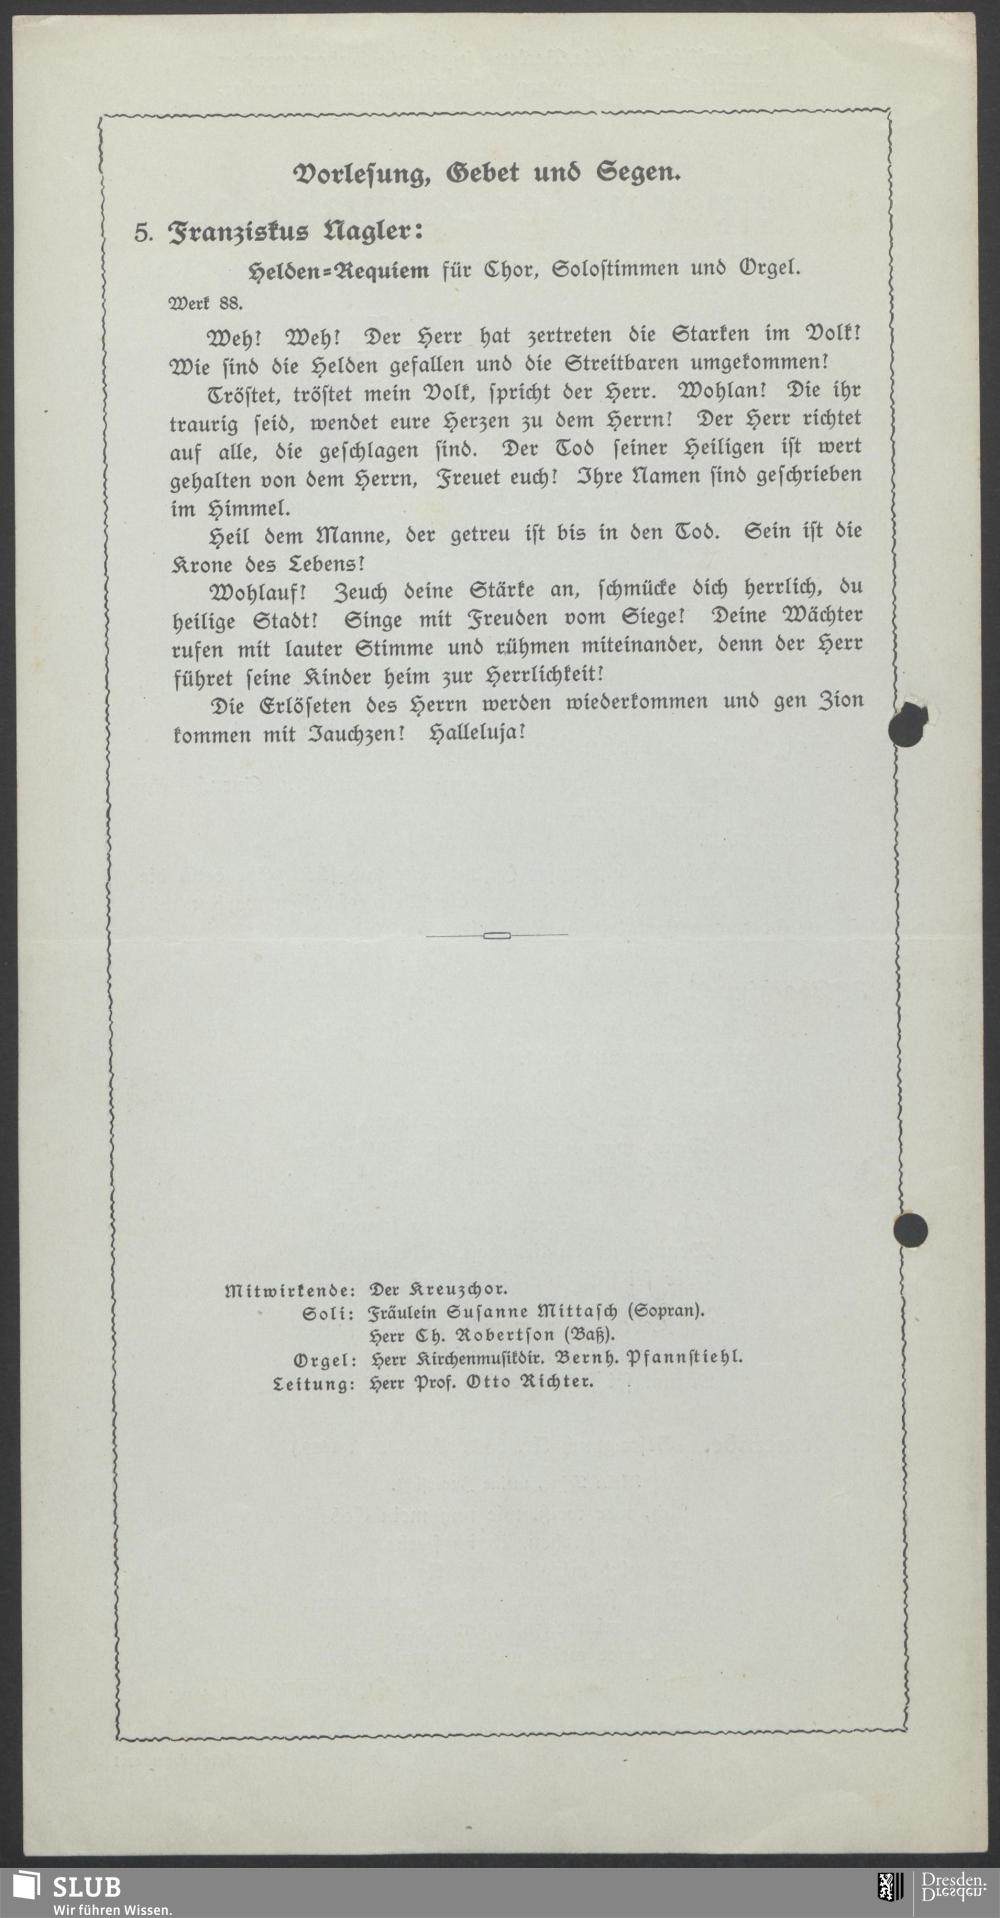 Vorlesung, Gebet und Segen.
5. Franziskus Nagler:
Helden=Requiem für Chor, Solostimmen und Orgel.
Werk 88.
Weh! Weh! Der Herr hat zertreten die Starken im Volk!
Wie sind die Helden gefallen und die Streitbaren umgekommen!
Tröstet, tröstet mein Volk, spricht der Herr. Wohlan! Die ihr
traurig seid, wendet eure Herzen zu dem Herrn! Der Herr richtet
auf alle, die geschlagen sind. Der Tod seiner Heiligen ist wert
gehalten von dem Herrn, Freuet euch! Ihre Namen sind geschrieben
im Himmel.
Heil dem Manne, der getreu ist bis in den Tod. Sein ist die
Krone des Lebens!
Wohlauf! Zeuch deine Stärke an, schmücke dich herrlich, du
heilige Stadt! Singe mit Freuden vom Siege! Deine Wächter
rufen mit lauter Stimme und rühmen miteinander, denn der Herr
führet seine Kinder heim zur Herrlichkeit!
Die Erlöseten des Herrn werden wiederkommen und gen Zion
kommen mit Jauchzen! Halleluja!
Mitwirkende: Der Kreuzchor.
Soli: Fräulein Susanne Mittasch (Sopran).
Herr Ch. Robertson (Baß).
Orgel: Herr Kirchenmusikdir. Bernh. Pfannstiehl.
Leitung: Herr Prof. Otto Richter.
SLUB
Wir führen Wissen.
Dresden.
Dresden.